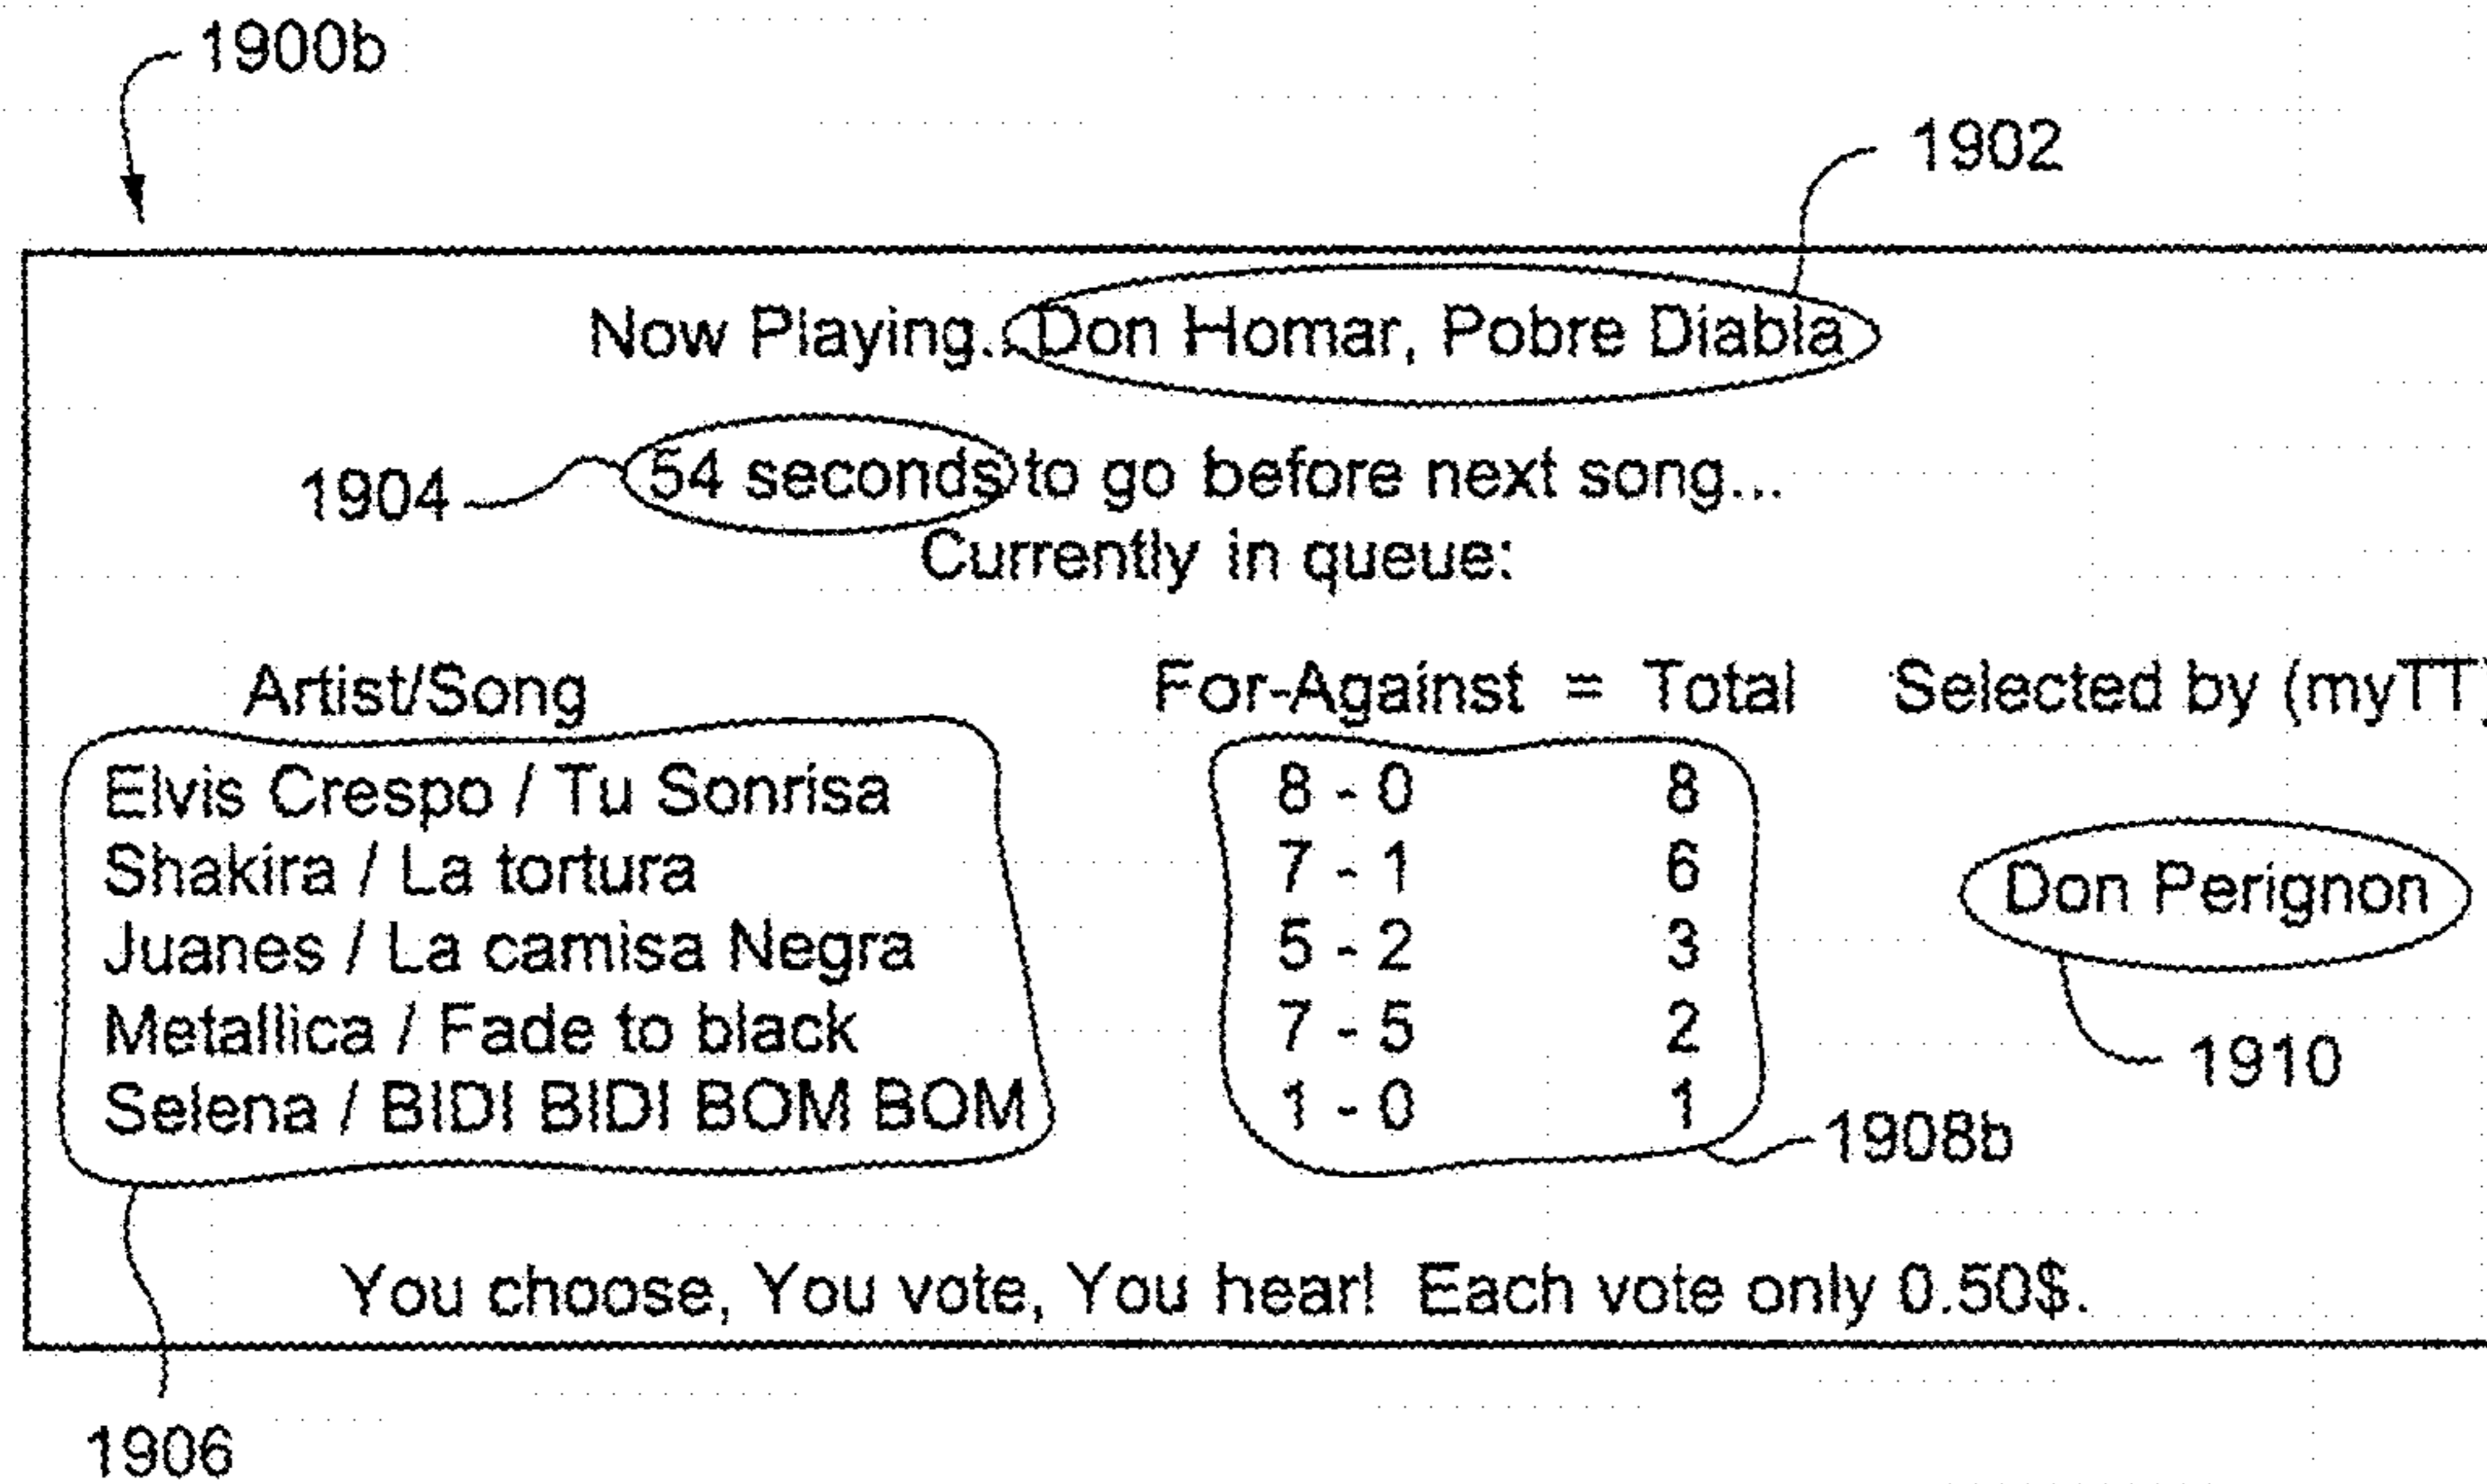 1900b
1902
Now Playing... Don Homar, Pobre Diabla
1904 54 seconds to go before next song...
Currently in queue:
Artist/Song For-Against = Total Selected by (myTT)
Elvis Crespo / Tu Sonrisa 8 - 0 8
Shakira / La tortura 7 - 1 6 Don Perignon
Juanes / La camisa Negra 5 - 2 3
Metallica / Fade to black 7 - 5 2 1910
Selena / BIDI BIDI BOM BOM 1 - 0 1 1908b
You choose, You vote, You hear! Each vote only 0.50$.
1906